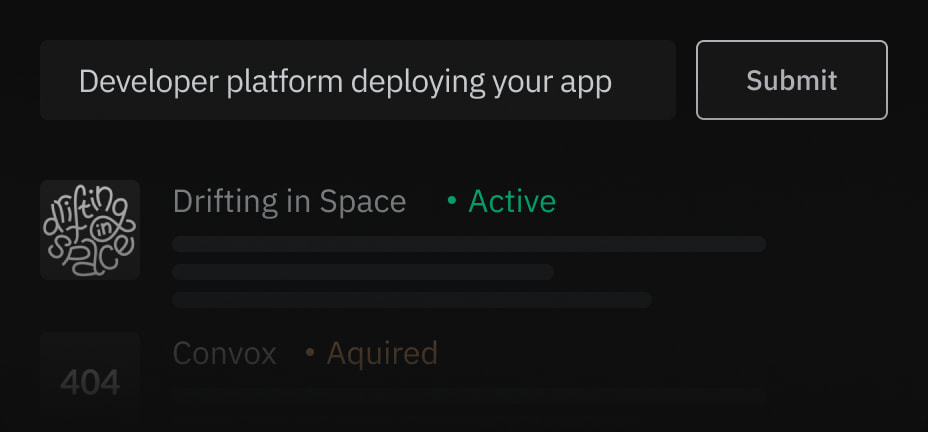 Developer platform deploying your app
Submit
drifting
in
space
Drifting in Space
• Active
404
Convox
• Aquired